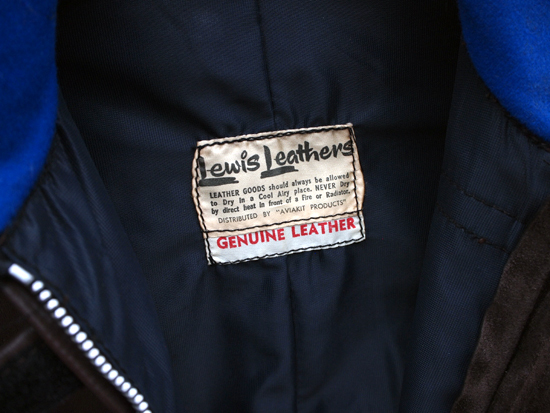 Lewis Leathers
LEATHER GOODS should always be allowed
to Dry in a Cool Airy place. NEVER Dry
by direct heat in front of a Fire or Radiator.
DISTRIBUTED BY "AVIAKIT PRODUCTS"
GENUINE LEATHER